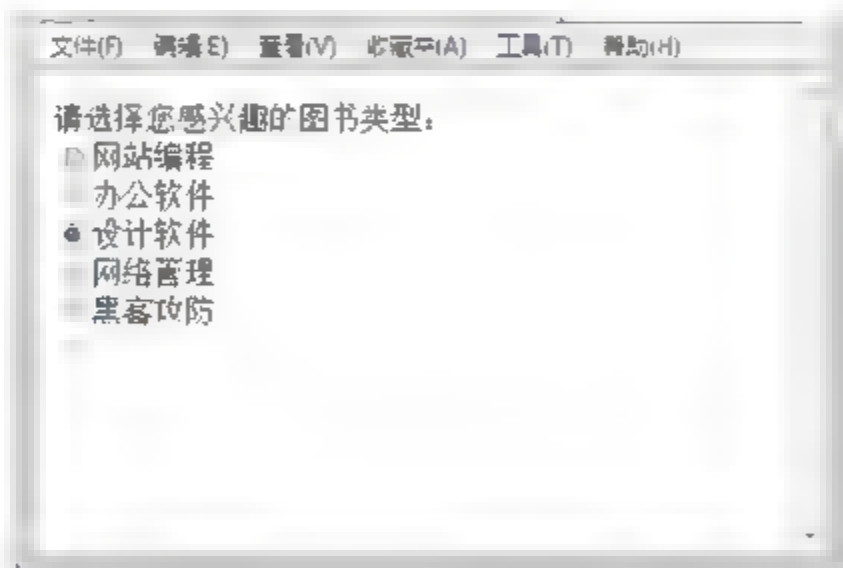 文件(F) 编辑(E) 查看(V) 收藏夹(A) 工具(T) 帮助(H)
请选择您感兴趣的图书类型：
网站编程
办公软件
设计软件
网络管理
黑客攻防